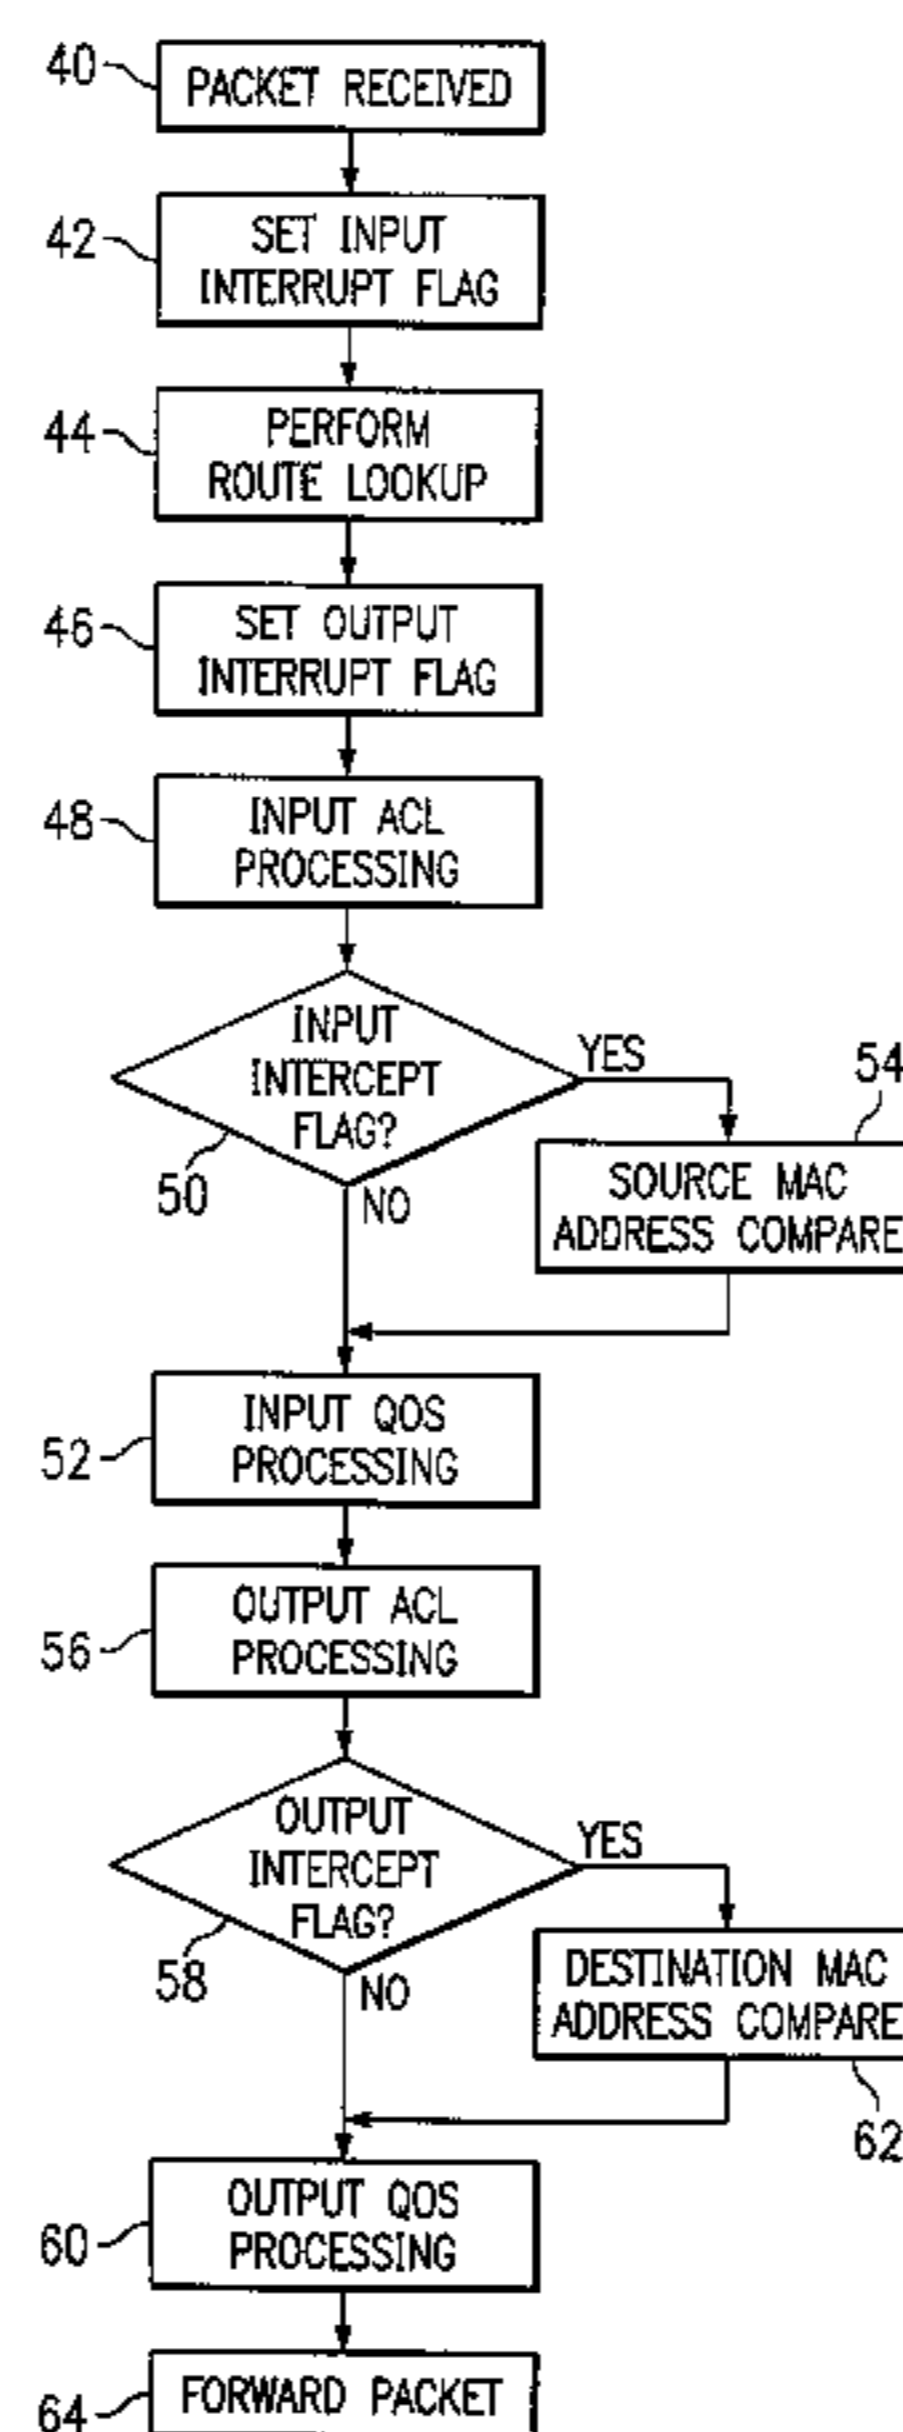 40
PACKET RECEIVED
42
SET INPUT
INTERRUPT FLAG
44
PERFORM
ROUTE LOOKUP
46
SET OUTPUT
INTERRUPT FLAG
48
INPUT ACL
PROCESSING
INPUT
INTERCEPT
FLAG?
YES
50
NO
54
SOURCE MAC
ADDRESS COMPARE
52
INPUT QOS
PROCESSING
56
OUTPUT ACL
PROCESSING
OUTPUT
INTERCEPT
FLAG?
YES
58
NO
DESTINATION MAC
ADDRESS COMPARE
62
60
OUTPUT QOS
PROCESSING
64
FORWARD PACKET